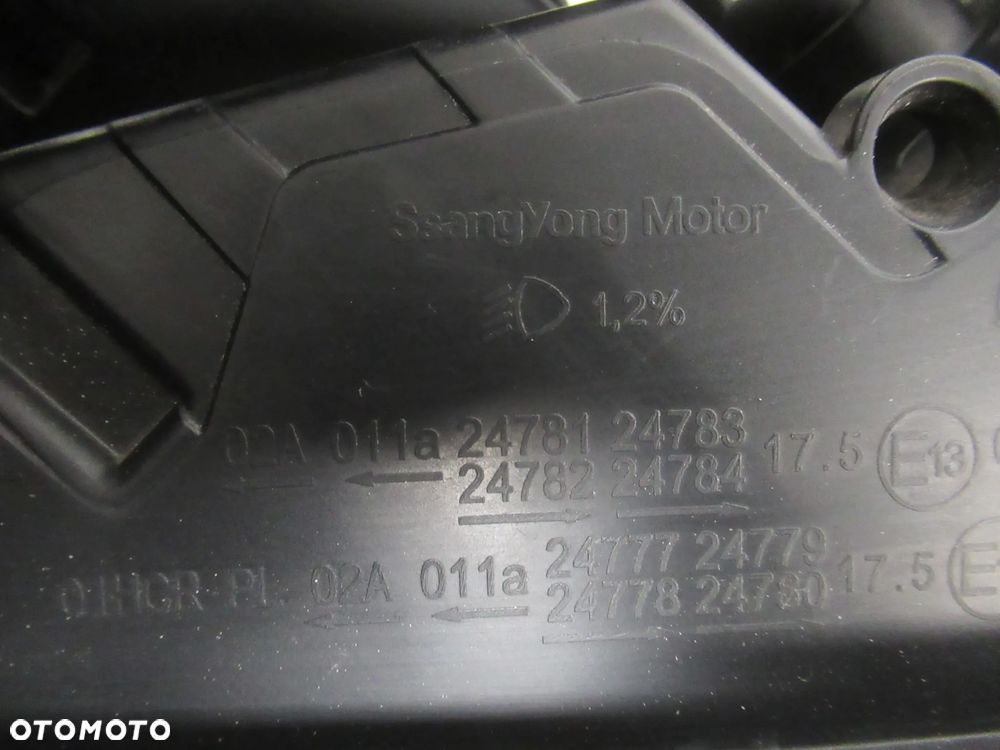 SsangYong Motor
1,2%
02A 011a 24781 24783 17.5 E13
24782 24784
01HCR PL 02A 011a 24777 24779 17.5 E
24778 24780
OTOMOTO